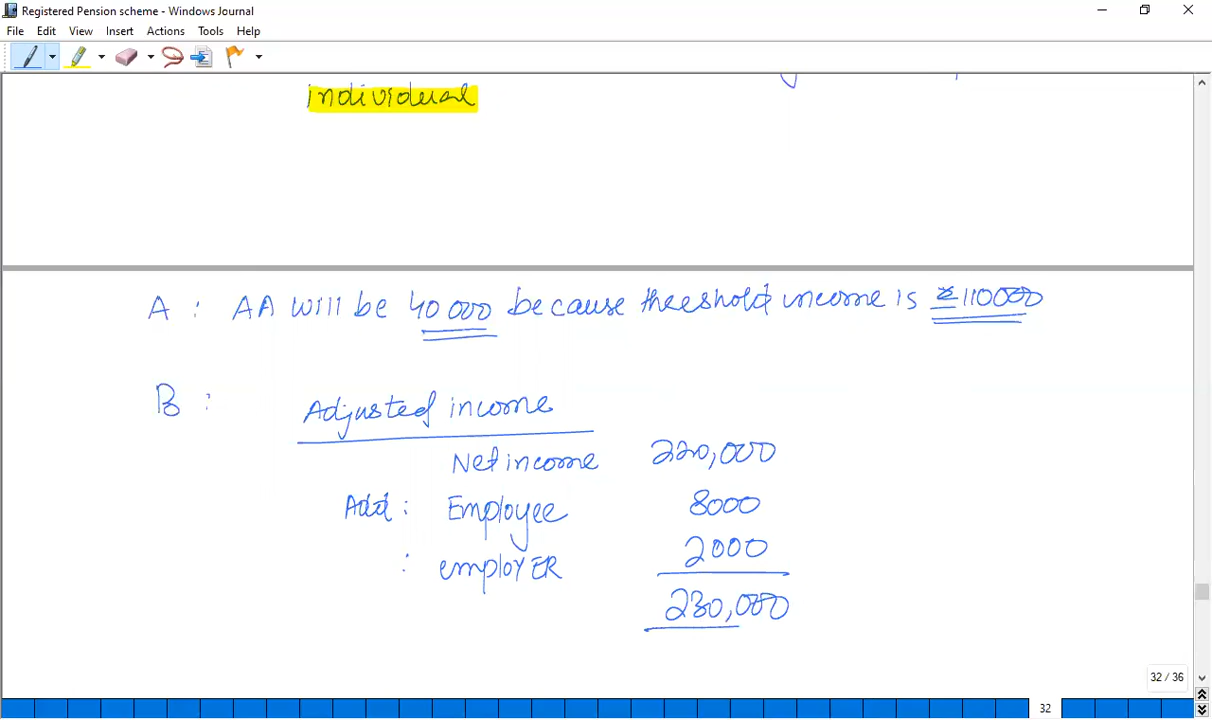 Registered Pension scheme - Windows Journal
File Edit View Insert Actions Tools Help
individual
A : AA will be 40 000 because threshold income is ≤ 110000
B :
Adjusted income
Net income 220,000
Add : Employee 8000
: employER 2000
230,000
32 / 36
32